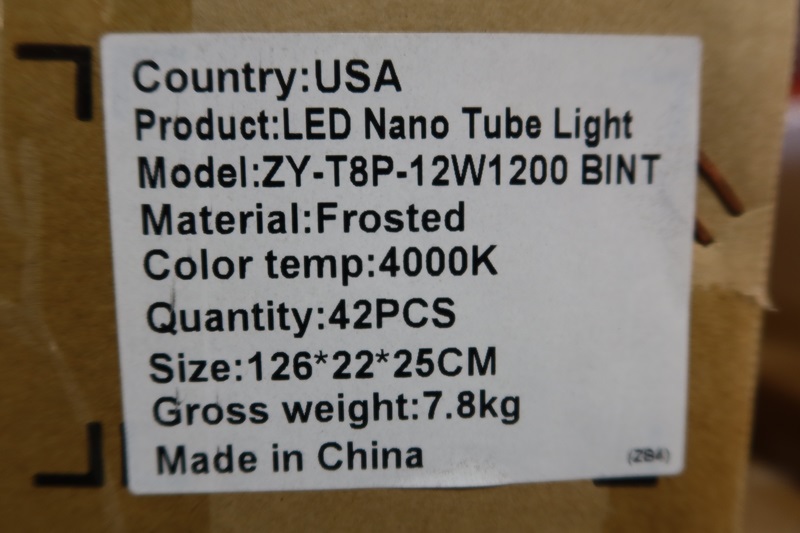 Country:USA
Product:LED Nano Tube Light
Model:ZY-T8P-12W1200 BINT
Material:Frosted
Color temp:4000K
Quantity:42PCS
Size:126*22*25CM
Gross weight:7.8kg
Made in China
(ZB4)